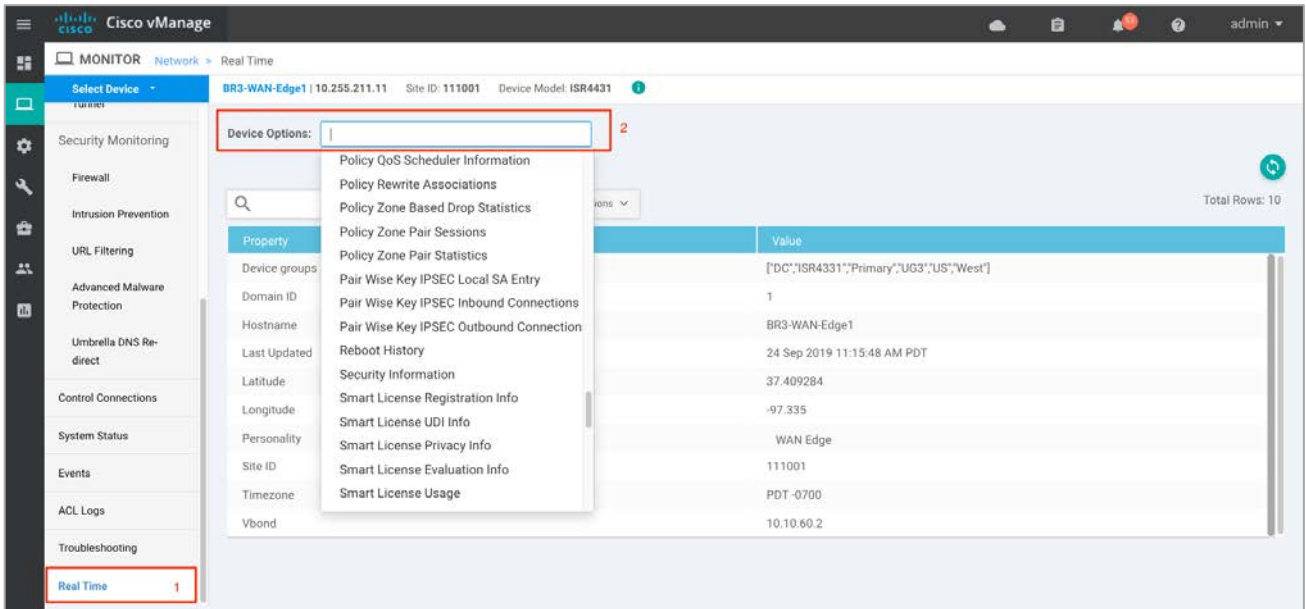 cisco Cisco vManage
admin
MONITOR Network > Real Time
Select Device
BR3-WAN-Edge1 | 10.255.211.11 Site ID: 111001 Device Model: ISR4431
Tunnel
Security Monitoring
Firewall
Intrusion Prevention
URL Filtering
Advanced Malware
Protection
Umbrella DNS Re-
direct
Control Connections
System Status
Events
ACL Logs
Troubleshooting
Real Time 1
Device Options: 2
Policy QoS Scheduler Information
Policy Rewrite Associations
Policy Zone Based Drop Statistics
Policy Zone Pair Sessions
Policy Zone Pair Statistics
Pair Wise Key IPSEC Local SA Entry
Pair Wise Key IPSEC Inbound Connections
Pair Wise Key IPSEC Outbound Connection
Reboot History
Security Information
Smart License Registration Info
Smart License UDI Info
Smart License Privacy Info
Smart License Evaluation Info
Smart License Usage
Total Rows: 10
Property Value
Device groups ["DC","ISR4331","Primary","UG3","US","West"]
Domain ID 1
Hostname BR3-WAN-Edge1
Last Updated 24 Sep 2019 11:15:48 AM PDT
Latitude 37.409284
Longitude -97.335
Personality WAN Edge
Site ID 111001
Timezone PDT -0700
Vbond 10.10.60.2